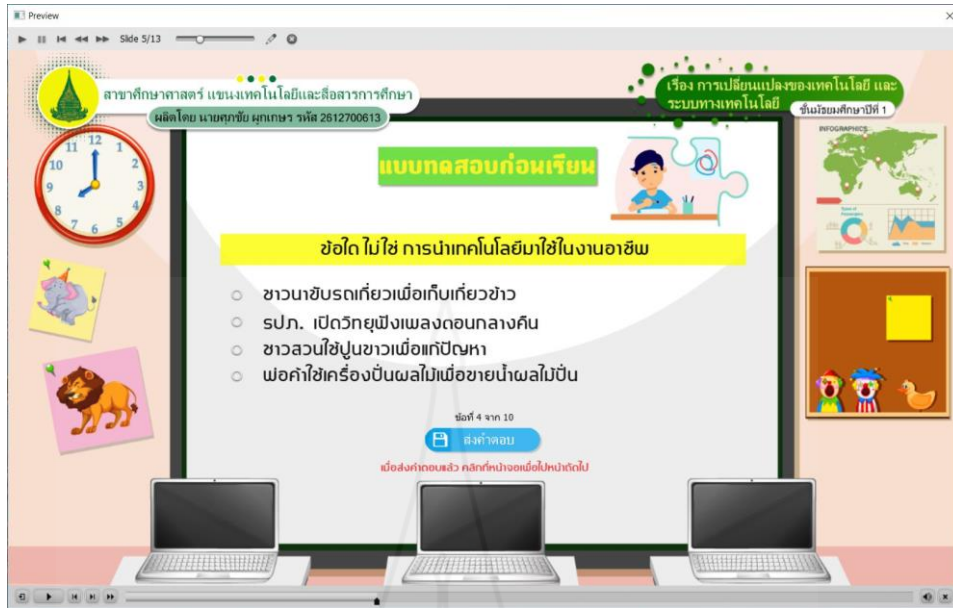 Preview
Slide 5/13
สาขาศึกษาศาสตร์ แขนงเทคโนโลยีและสื่อสารการศึกษา
ผลิตโดย นายศุภชัย ผุกเกษร รหัส 2612700613
เรื่อง การเปลี่ยนแปลงของเทคโนโลยี และ
ระบบทางเทคโนโลยี
ชั้นมัธยมศึกษาปีที่ 1
12
1
2
3
4
5
6
7
8
9
10
11
INFOGRAPHICS
แบบทดสอบก่อนเรียน
ข้อใด ไม่ใช่ การนำเทคโนโลยีมาใช้ในงานอาชีพ
ชาวนาขับรถเกี่ยวเพื่อเก็บเกี่ยวข้าว
รปภ. เปิดวิทยุฟังเพลงตอนกลางคืน
ชาวสวนใช้ปูนขาวเพื่อแก้ปัญหา
พ่อค้าใช้เครื่องปั่นผลไม้เพื่อขายน้ำผลไม้ปั่น
ข้อที่ 4 จาก 10
ส่งคำตอบ
เมื่อส่งคำตอบแล้ว คลิกที่หน้าจอเพื่อไปหน้าถัดไป